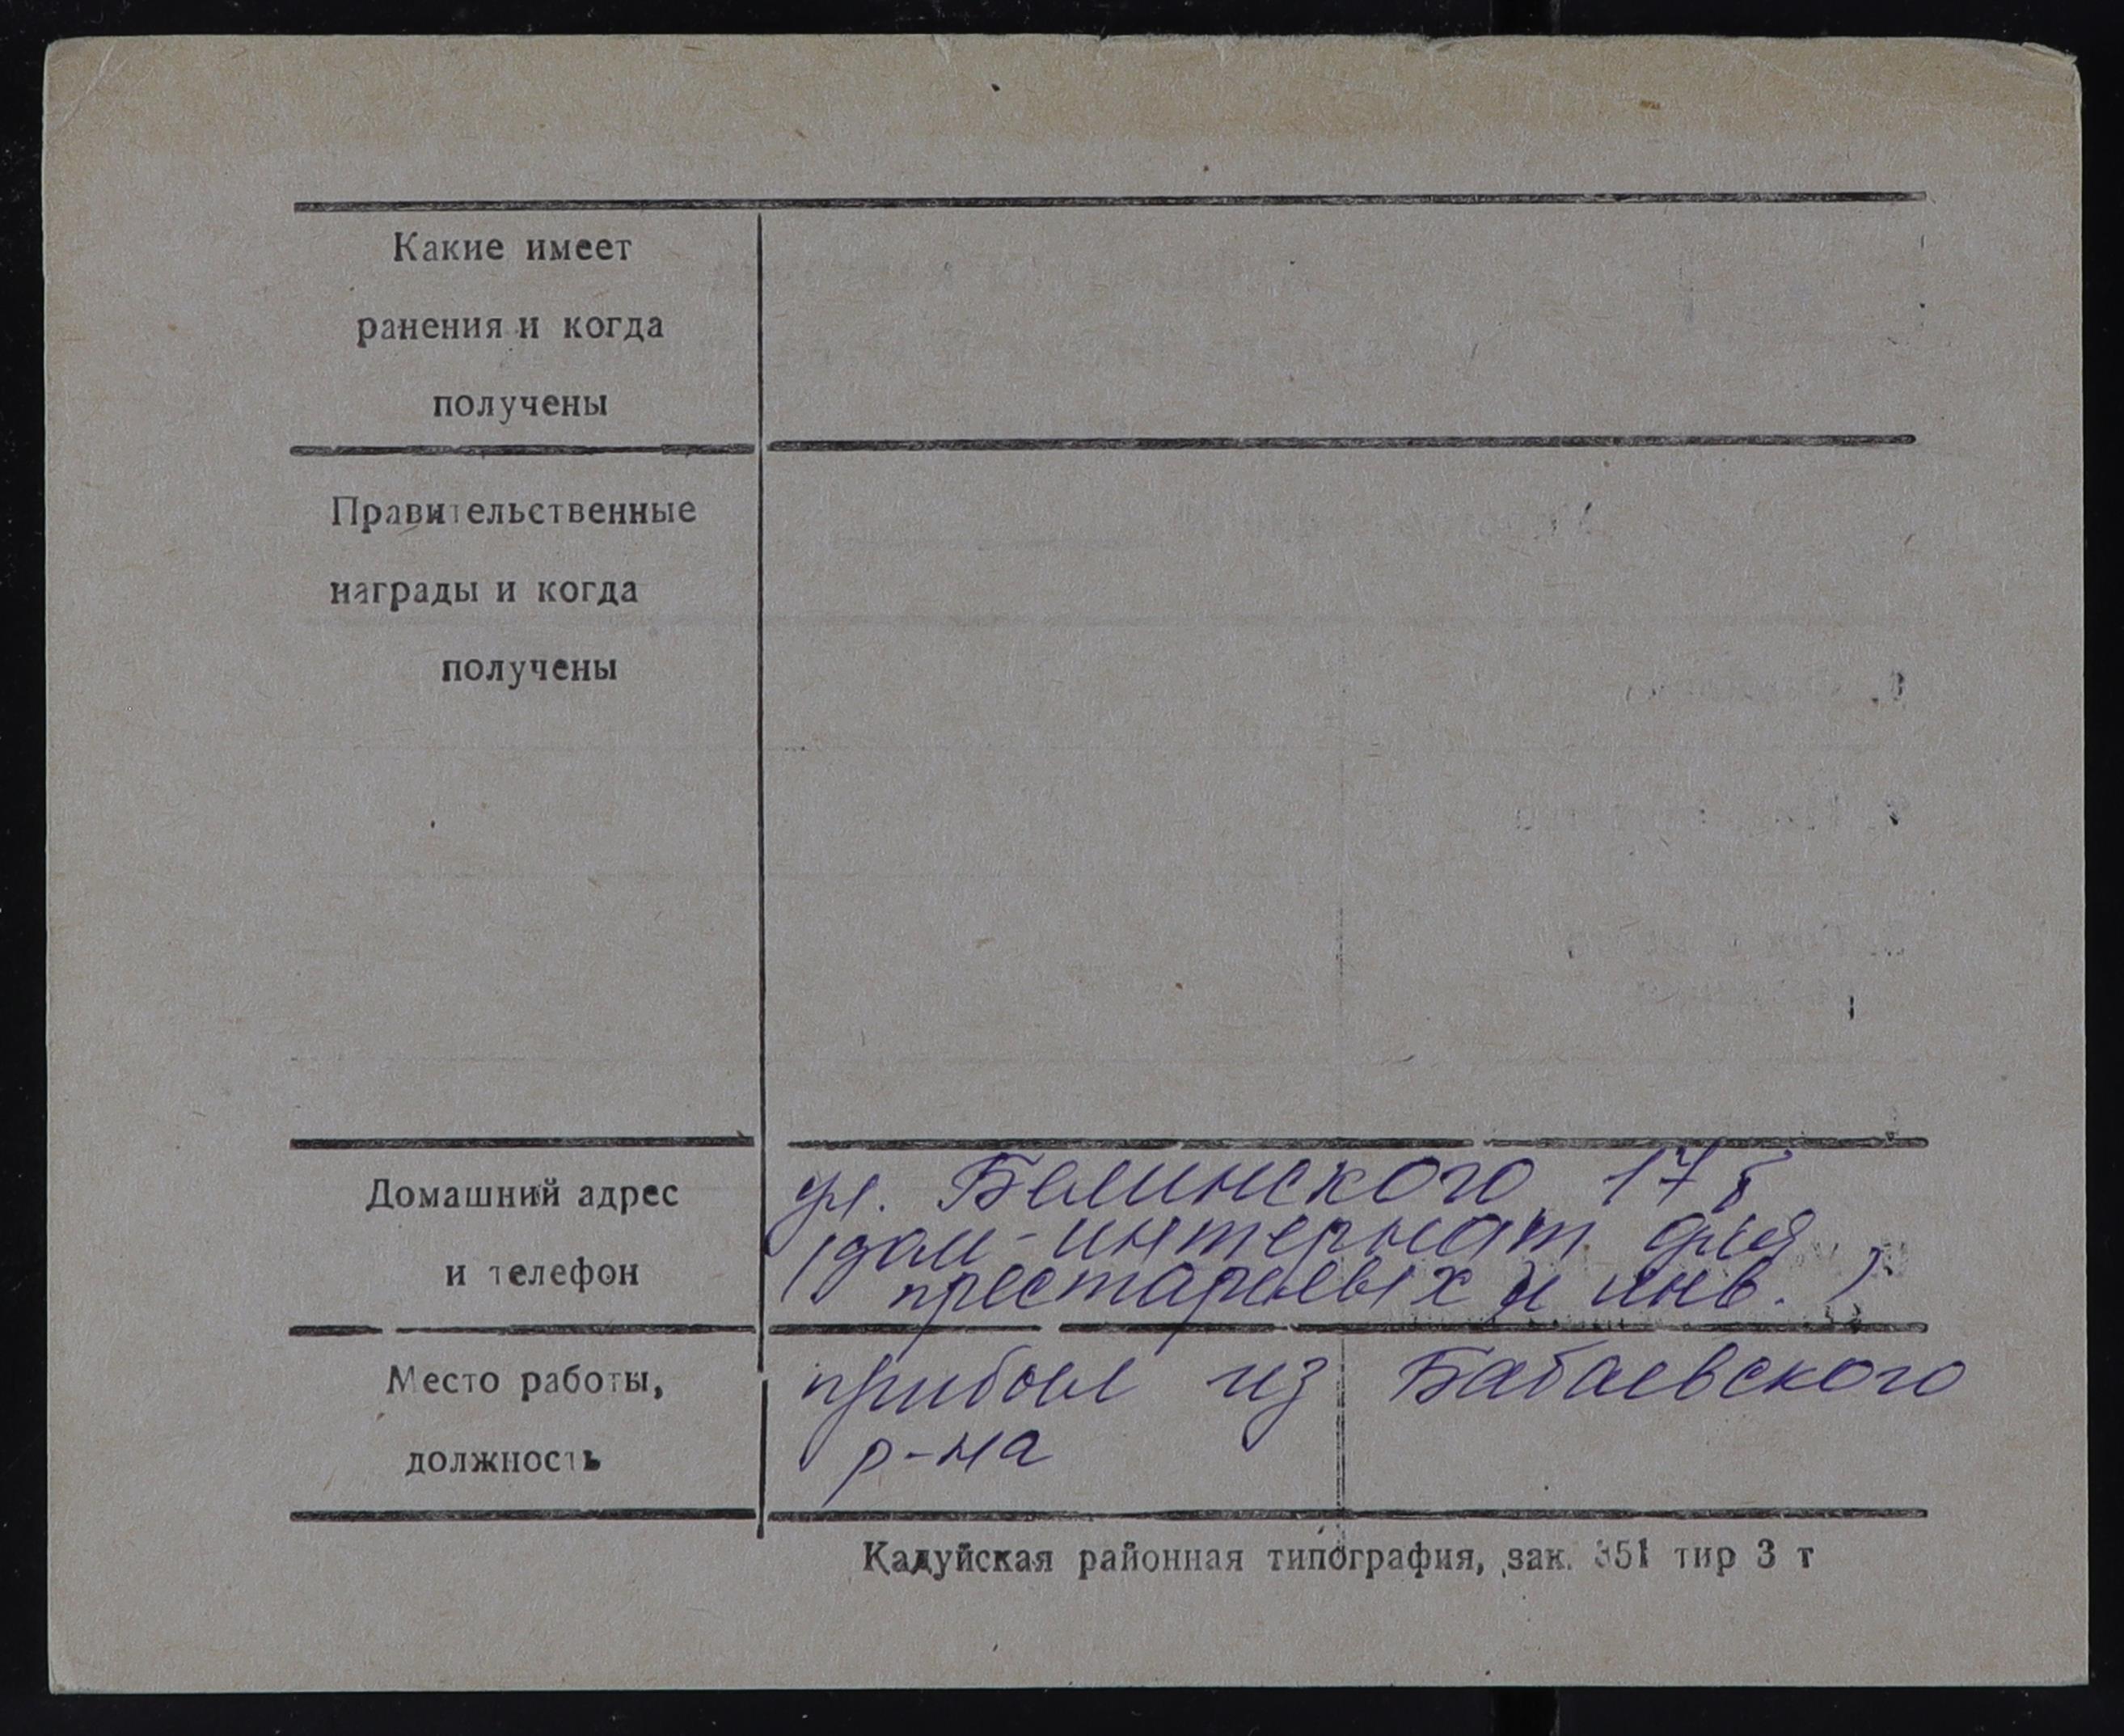 Какие имеет
ранения и когда
получены
Правительственные
награды и когда
получены
Домашний адрес
и телефон
ул. Белинского 17 б
(дом-интернат для
престарелых и инв.)
Место работы,
должность
прибыл из Бабаевского
р-на
Кадуйская районная типография, зак. 351 тир 3 т